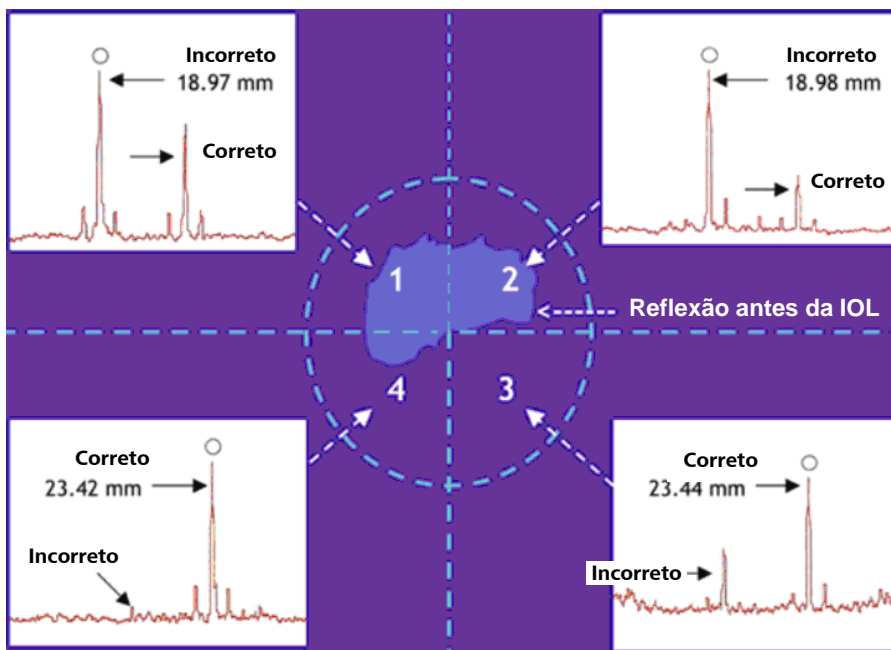 Incorreto
18.97 mm
Correto
Incorreto
18.98 mm
Correto
1
2
Reflexão antes da IOL
4
3
Correto
23.42 mm
Incorreto
Correto
23.44 mm
Incorreto